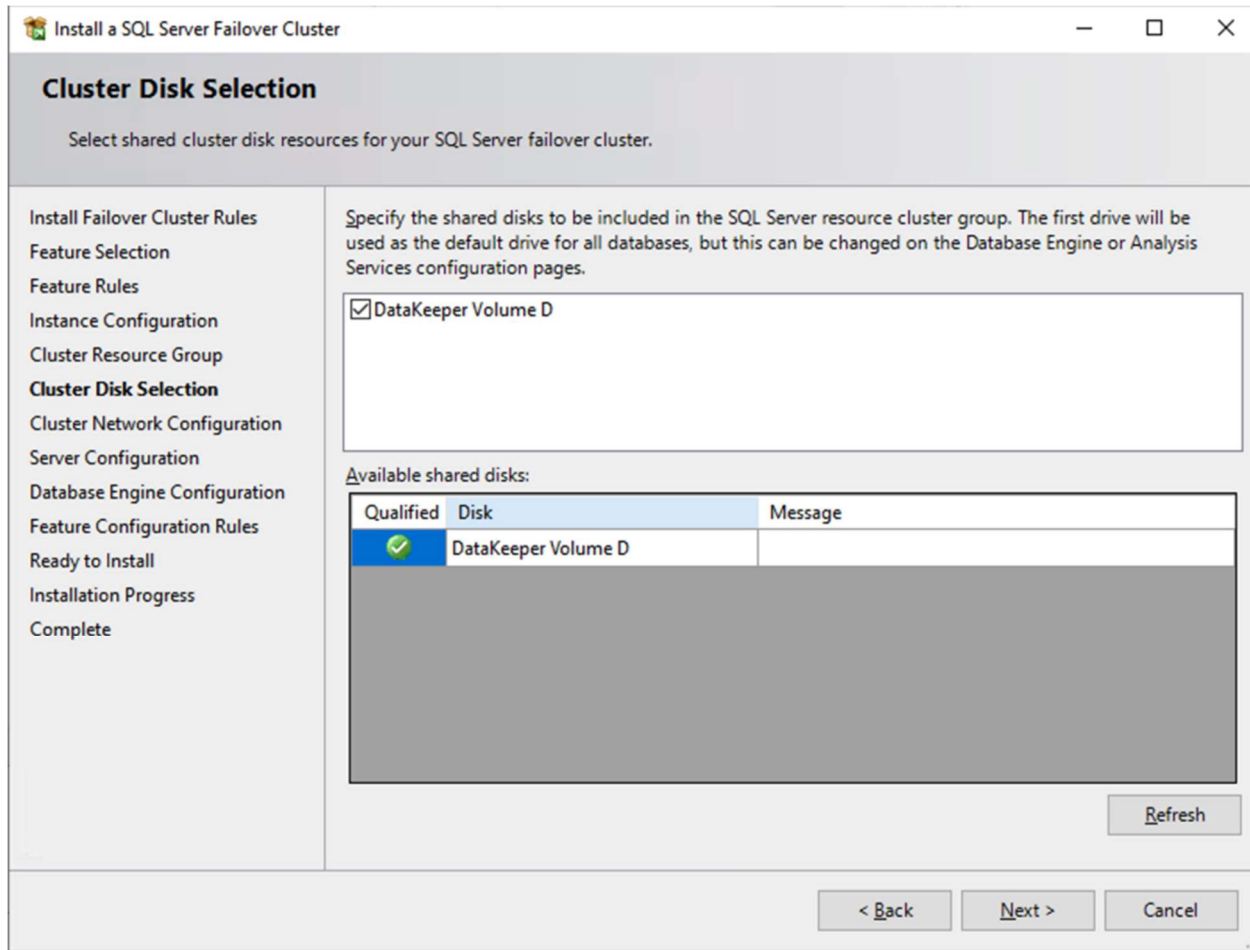 Install a SQL Server Failover Cluster
Cluster Disk Selection
Select shared cluster disk resources for your SQL Server failover cluster.
Install Failover Cluster Rules
Feature Selection
Feature Rules
Instance Configuration
Cluster Resource Group
Cluster Disk Selection
Cluster Network Configuration
Server Configuration
Database Engine Configuration
Feature Configuration Rules
Ready to Install
Installation Progress
Complete
Specify the shared disks to be included in the SQL Server resource cluster group. The first drive will be
used as the default drive for all databases, but this can be changed on the Database Engine or Analysis
Services configuration pages.
DataKeeper Volume D
Available shared disks:
Qualified Disk Message
DataKeeper Volume D
Refresh
< Back Next > Cancel